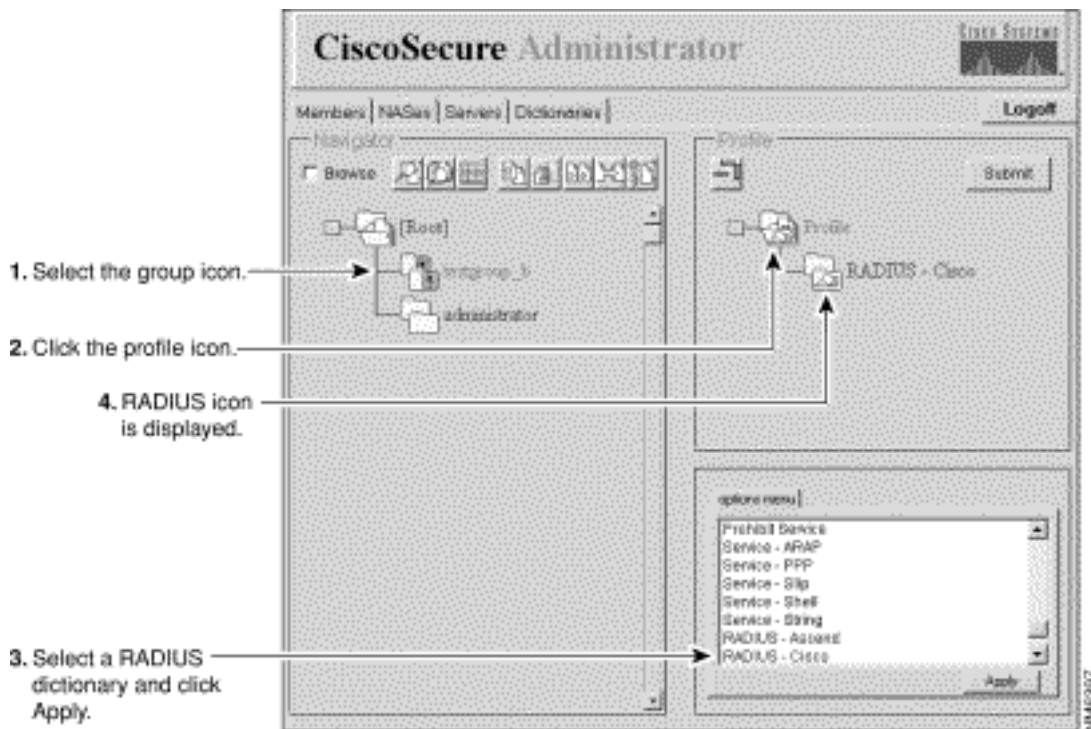 CiscoSecure Administrator
CISCO SYSTEMS
Members
NASes
Servers
Dictionaries
Logoff
Navigator
Profile
Browse
Submit
[Root]
Profile
1. Select the group icon.
RADIUS - Cisco
administrator
2. Click the profile icon.
4. RADIUS icon
is displayed.
options menu
Prohibit Service
Service - ARAP
Service - PPP
Service - Slip
Service - Shell
Service - String
RADIUS - Ascend
3. Select a RADIUS
dictionary and click
Apply.
RADIUS - Cisco
Apply